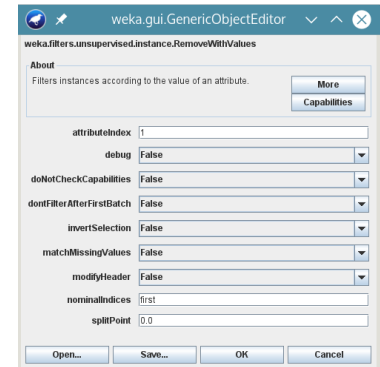 weka.gui.GenericObjectEditor
weka.filters.unsupervised.instance.RemoveWithValues
About
Filters instances according to the value of an attribute.
More
Capabilities
attributeIndex 1
debug False
doNotCheckCapabilities False
dontFilterAfterFirstBatch False
invertSelection False
matchMissingValues False
modifyHeader False
nominalIndices first
splitPoint 0.0
Open... Save... OK Cancel